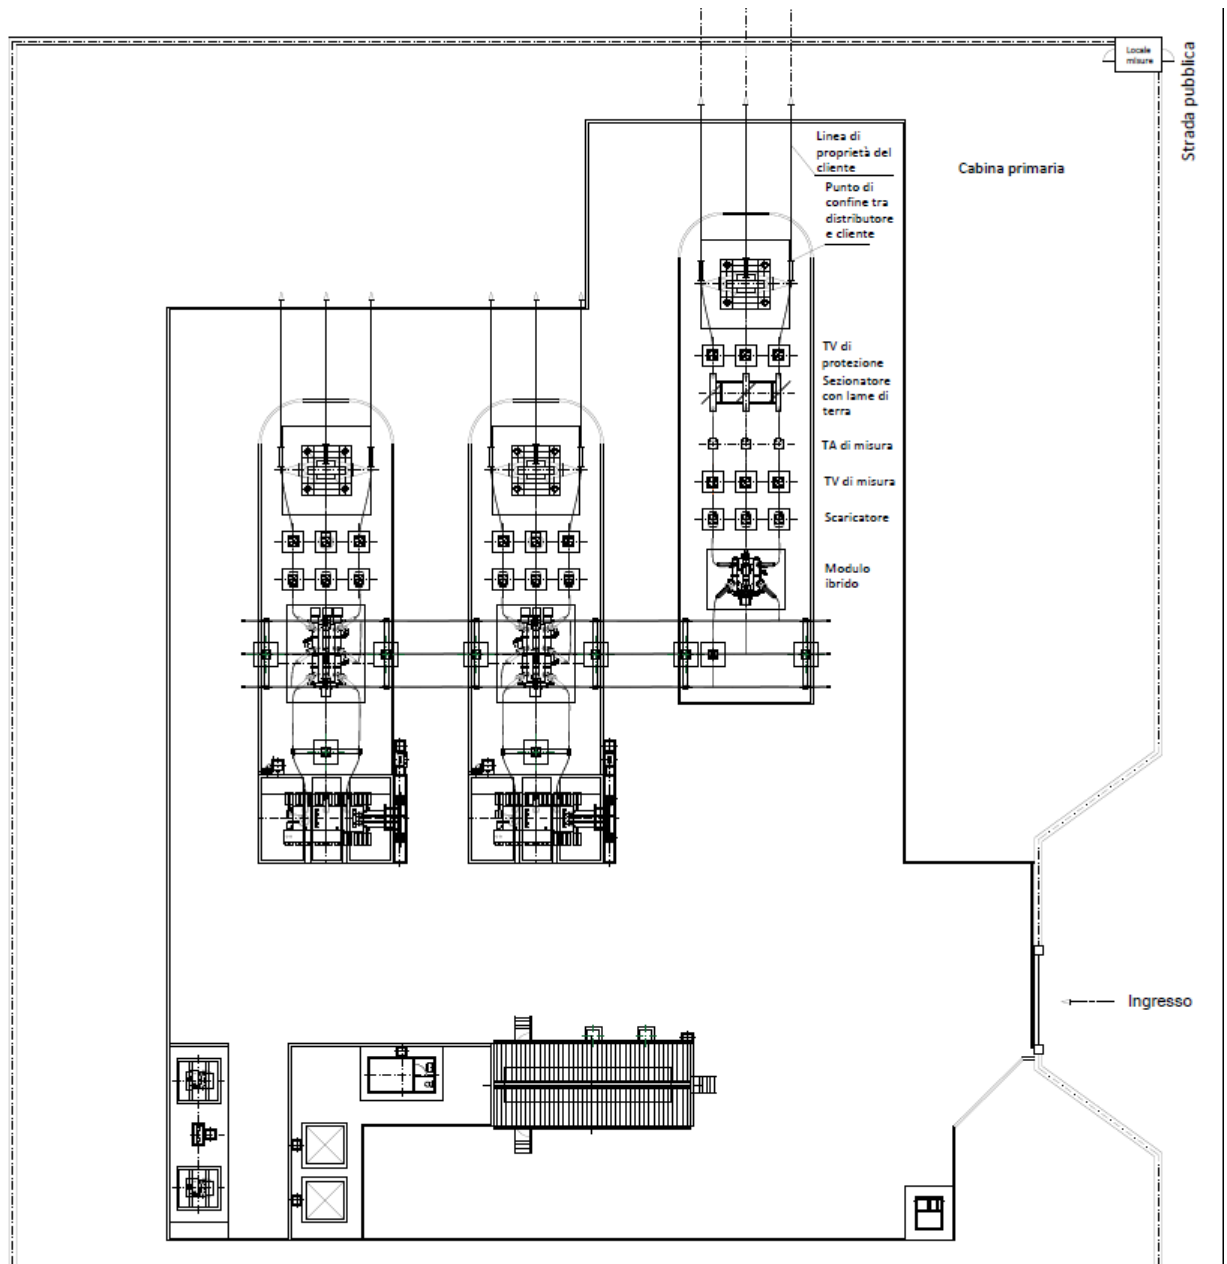 Locale
misure
Strada pubblica
Linea di
proprietà del
cliente
Cabina primaria
Punto di
confine tra
distributore
e cliente
TV di
protezione
Sezionatore
con lame di
terra
TA di misura
TV di misura
Scaricatore
Modulo
ibrido
Ingresso